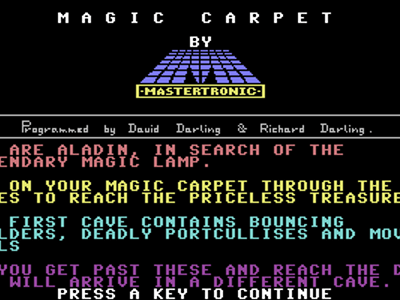 MAGIC CARPET
BY
MASTERTRONIC
Programmed by David Darling & Richard Darling.
ARE ALADIN, IN SEARCH OF THE
ENDARY MAGIC LAMP.
ON YOUR MAGIC CARPET THROUGH THE
ES TO REACH THE PRICELESS TREASURE
FIRST CAVE CONTAINS BOUNCING
LDERS, DEADLY PORTCULLISES AND MOV
LS
YOU GET PAST THESE AND REACH THE D
WILL ARRIVE IN A DIFFERENT CAVE.
PRESS A KEY TO CONTINUE